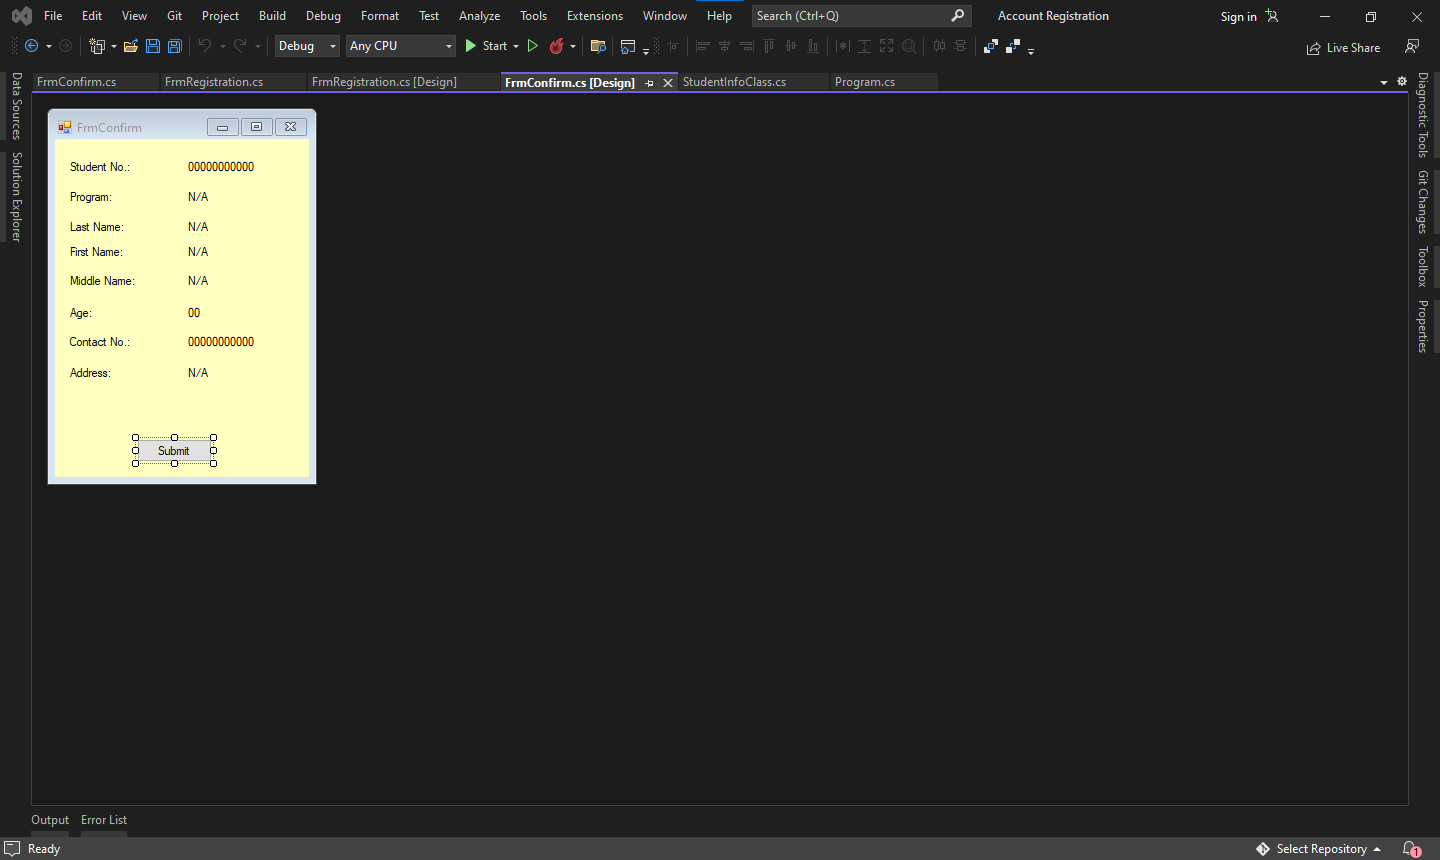 File Edit View Git Project Build Debug Format Test Analyze Tools Extensions Window Help Search (Ctrl+Q) Account Registration Sign in
Debug Any CPU Start Live Share
FrmConfirm.cs FrmRegistration.cs FrmRegistration.cs [Design] FrmConfirm.cs [Design] StudentInfoClass.cs Program.cs
Data Sources
Solution Explorer
FrmConfirm
Student No.: 00000000000
Program: N/A
Last Name: N/A
First Name: N/A
Middle Name: N/A
Age: 00
Contact No.: 00000000000
Address: N/A
Submit
Diagnostic Tools
Git Changes
Toolbox
Properties
Output Error List
Ready Select Repository 1